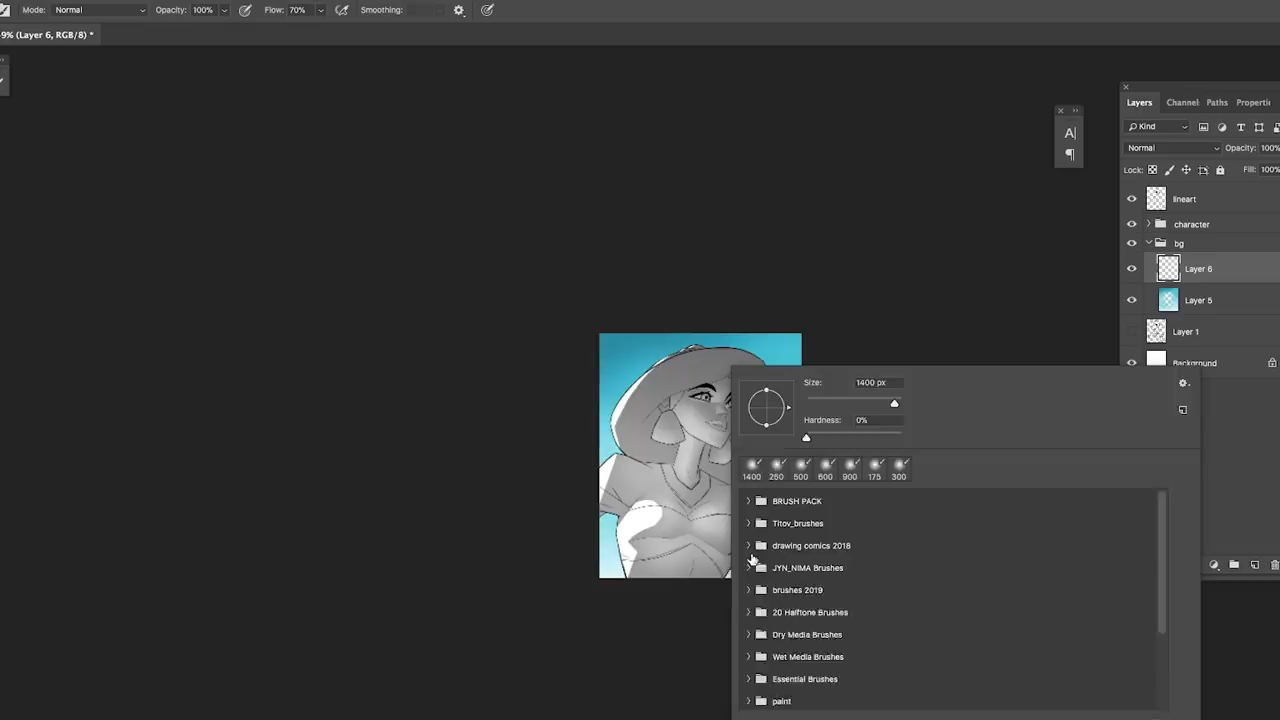 Mode: Normal Opacity: 100% Flow: 70% Smoothing:
-9% (Layer 6, RGB/8) *
Layers Channel Paths Properti
Kind
Normal Opacity: 100%
Lock: Fill: 100%
lineart
character
bg
Layer 6
Layer 5
Layer 1
Background
Size: 1400 px
Hardness: 0%
1400 250 500 600 900 175 300
BRUSH PACK
Titov_brushes
drawing comics 2018
JYN_NIMA Brushes
brushes 2019
20 Halftone Brushes
Dry Media Brushes
Wet Media Brushes
Essential Brushes
paint